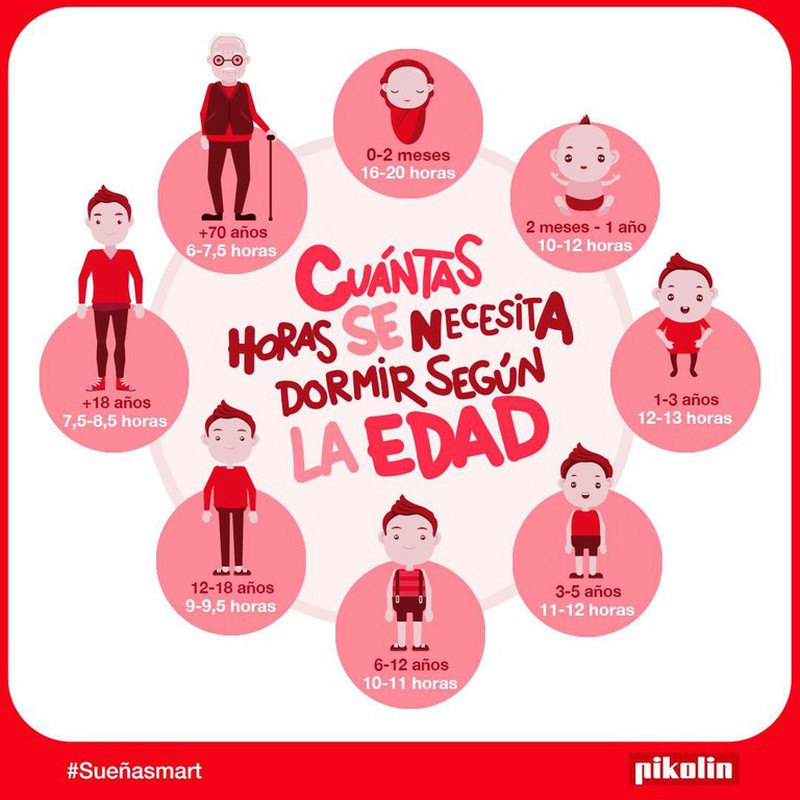 CUÁNTAS
HORAS SE NECESITA
DORMIR SEGÚN
LA EDAD
0-2 meses
16-20 horas
2 meses - 1 año
10-12 horas
1-3 años
12-13 horas
3-5 años
11-12 horas
6-12 años
10-11 horas
12-18 años
9-9,5 horas
+18 años
7,5-8,5 horas
+70 años
6-7,5 horas
#Sueñasmart
pikolin